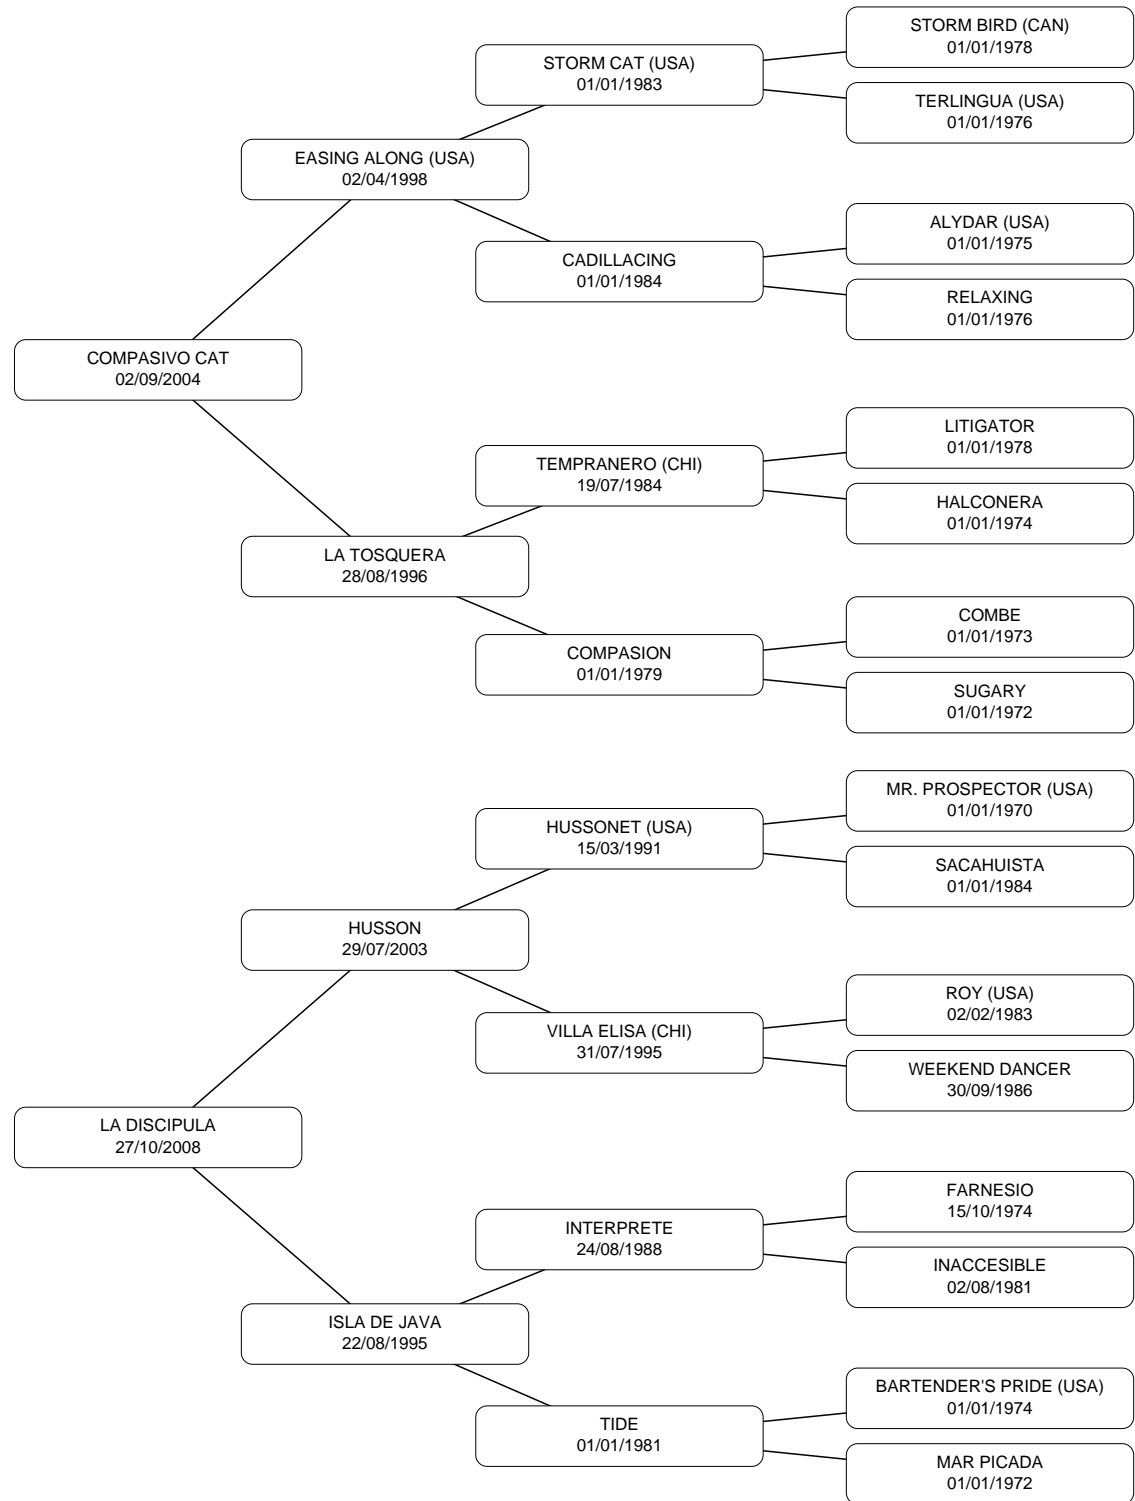 STORM BIRD (CAN)
01/01/1978
STORM CAT (USA)
01/01/1983
TERLINGUA (USA)
01/01/1976
EASING ALONG (USA)
02/04/1998
ALYDAR (USA)
01/01/1975
CADILLACING
01/01/1984
RELAXING
01/01/1976
COMPASIVO CAT
02/09/2004
LITIGATOR
01/01/1978
TEMPRANERO (CHI)
19/07/1984
HALCONERA
01/01/1974
LA TOSQUERA
28/08/1996
COMBE
01/01/1973
COMPASION
01/01/1979
SUGARY
01/01/1972
MR. PROSPECTOR (USA)
01/01/1970
HUSSONET (USA)
15/03/1991
SACAHUISTA
01/01/1984
HUSSON
29/07/2003
ROY (USA)
02/02/1983
VILLA ELISA (CHI)
31/07/1995
WEEKEND DANCER
30/09/1986
LA DISCIPULA
27/10/2008
FARNESIO
15/10/1974
INTERPRETE
24/08/1988
INACCESIBLE
02/08/1981
ISLA DE JAVA
22/08/1995
BARTENDER'S PRIDE (USA)
01/01/1974
TIDE
01/01/1981
MAR PICADA
01/01/1972